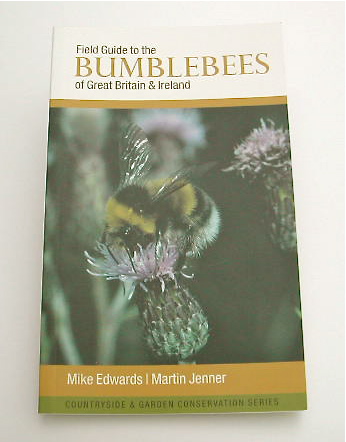 Field Guide to the
BUMBLEBEES
of Great Britain & Ireland
Mike Edwards | Martin Jenner
COUNTRYSIDE & GARDEN CONSERVATION SERIES